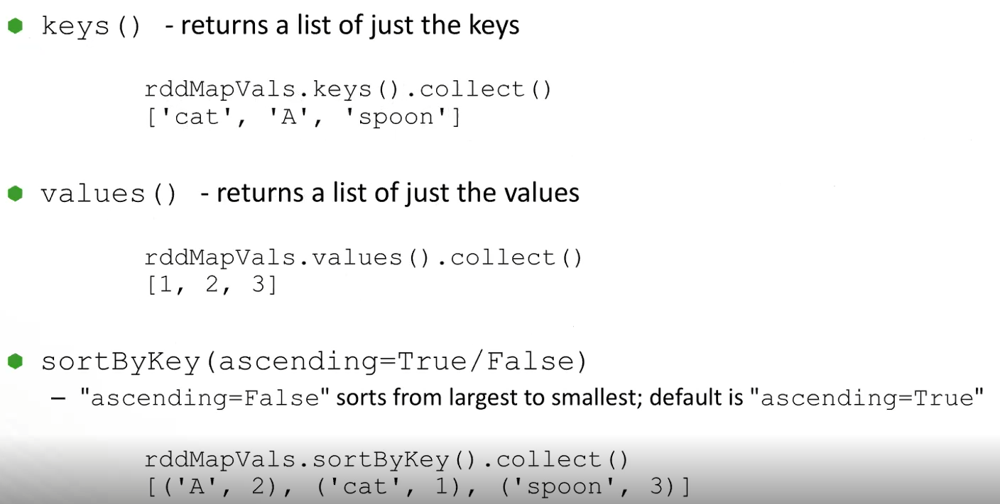 keys() - returns a list of just the keys
rddMapVals.keys().collect()
['cat', 'A', 'spoon']
values() - returns a list of just the values
rddMapVals.values().collect()
[1, 2, 3]
sortByKey(ascending=True/False)
– "ascending=False" sorts from largest to smallest; default is "ascending=True"
rddMapVals.sortByKey().collect()
[('A', 2), ('cat', 1), ('spoon', 3)]